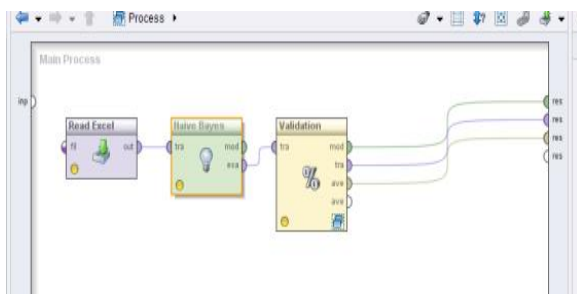 Process
Main Process
inp
res
Read Excel
Naive Bayes
Validation
res
fil
out
tra
mod
tra
mod
res
exa
tra
res
ave
ave
%